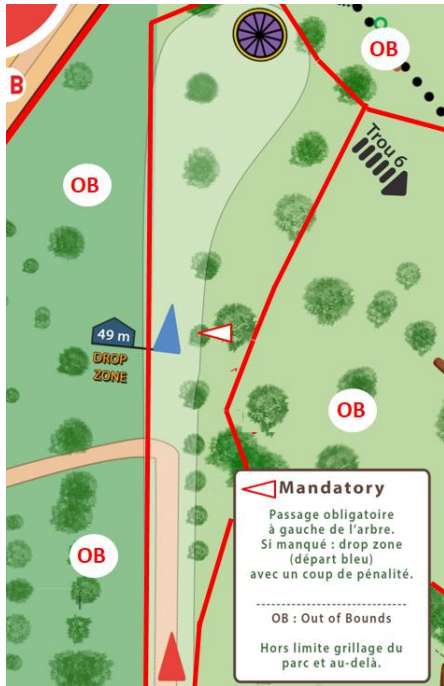 B
OB
Trou 6
OB
49 m
DROP
ZONE
OB
OB
Mandatory
Passage obligatoire
à gauche de l'arbre.
Si manqué : drop zone
(départ bleu)
avec un coup de pénalité.
OB : Out of Bounds
Hors limite grillage du
parc et au-delà.